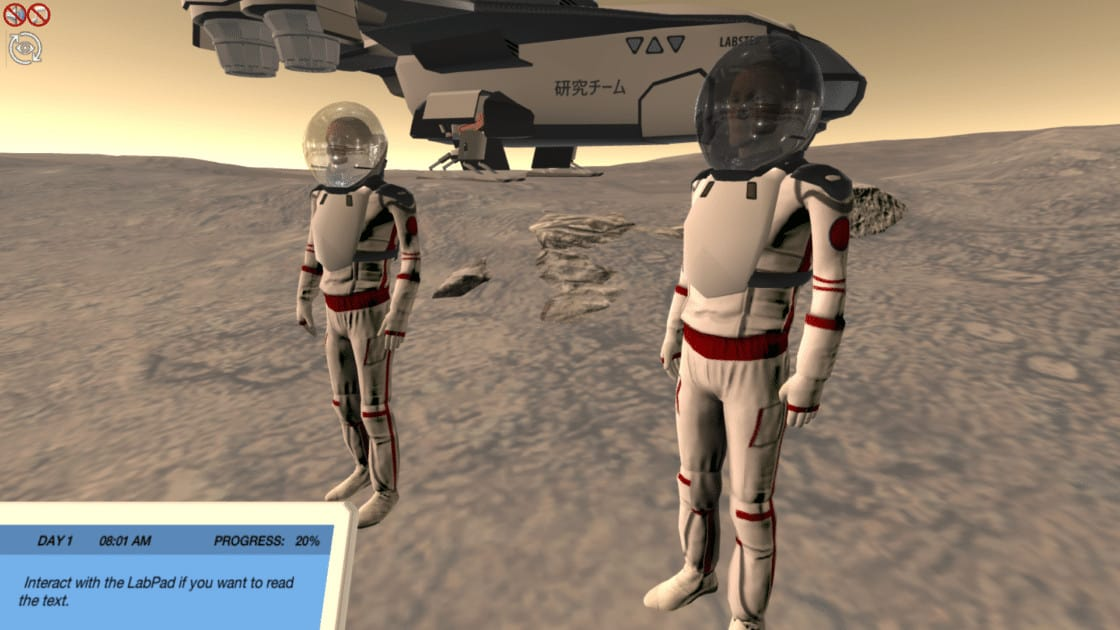 LABSTER
研究チーム
DAY 1 08:01 AM PROGRESS: 20%
Interact with the LabPad if you want to read
the text.